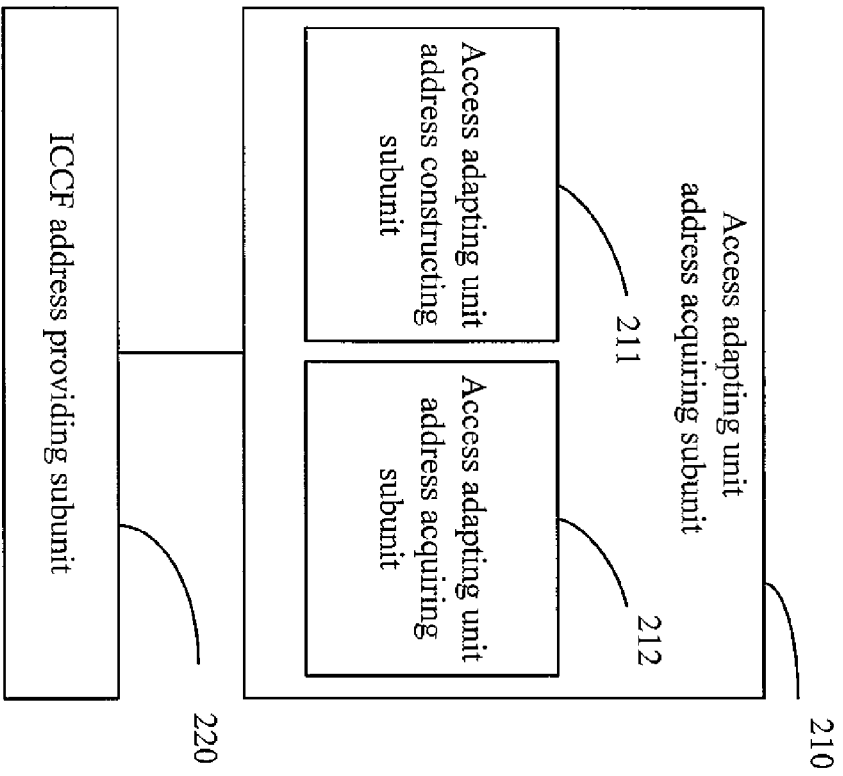 210
Access adapting unit
address acquiring subunit
211
212
Access adapting unit
address constructing
subunit
Access adapting unit
address acquiring
subunit
220
ICCF address providing subunit